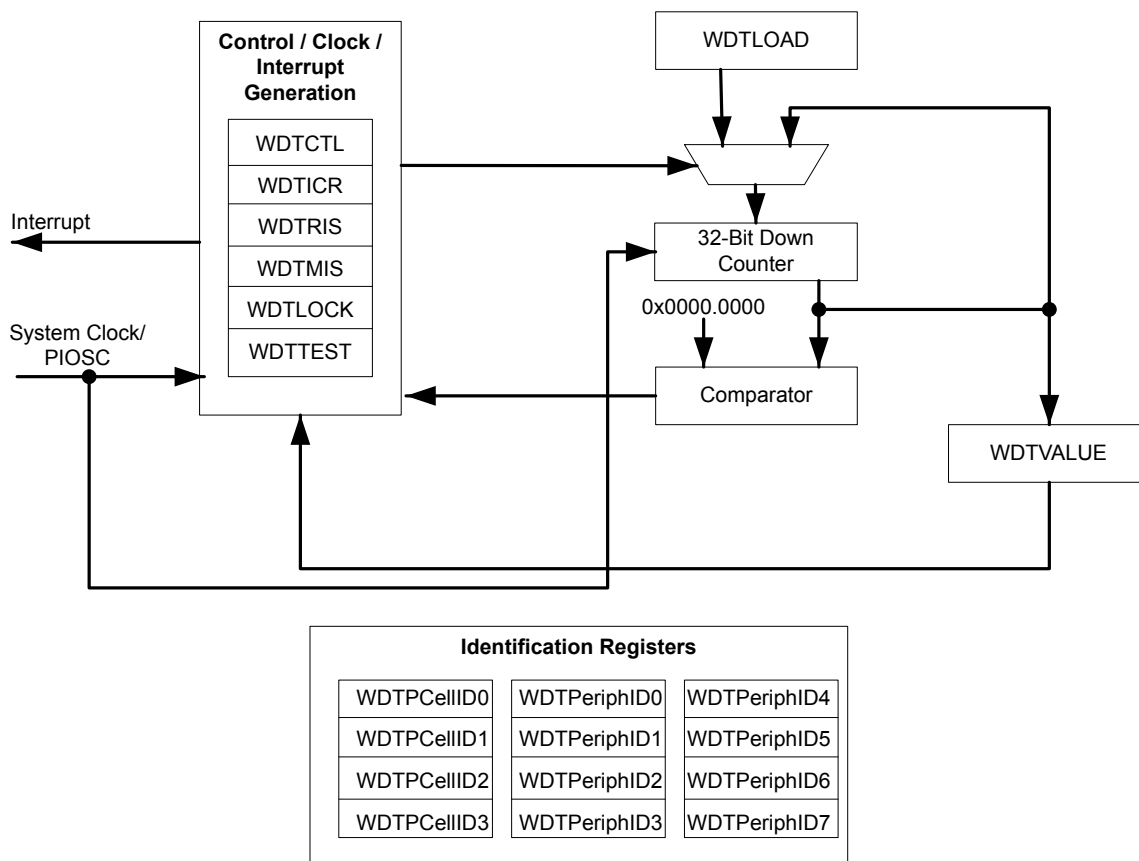 Control / Clock /
Interrupt
Generation
WDTCTL
WDTICR
WDTRIS
WDTMIS
WDTLOCK
WDTTEST
Interrupt
System Clock/
PIOSC
WDTLOAD
32-Bit Down
Counter
0x0000.0000
Comparator
WDTVALUE
Identification Registers
WDTPCellID0
WDTPCellID1
WDTPCellID2
WDTPCellID3
WDTPeriphID0
WDTPeriphID1
WDTPeriphID2
WDTPeriphID3
WDTPeriphID4
WDTPeriphID5
WDTPeriphID6
WDTPeriphID7